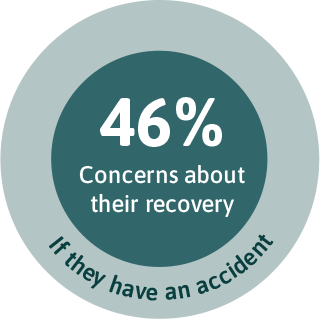 46%
Concerns about
their recovery
If they have an accident